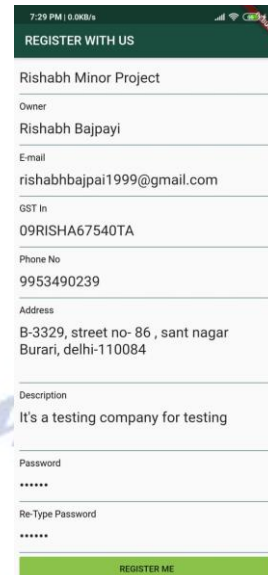 7:29 PM | 0.0KB/s
REGISTER WITH US
Rishabh Minor Project
Owner
Rishabh Bajpayi
E-mail
rishabhbajpai1999@gmail.com
GST In
09RISHA67540TA
Phone No
9953490239
Address
B-3329, street no- 86 , sant nagar
Burari, delhi-110084
Description
It's a testing company for testing
Password
••••••
Re-Type Password
••••••
REGISTER ME